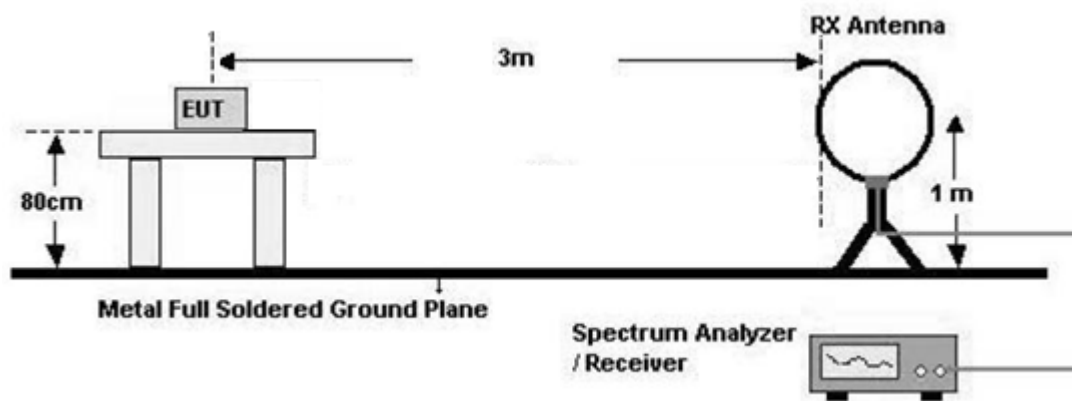 RX Antenna
3m
EUT
80cm
1 m
Metal Full Soldered Ground Plane
Spectrum Analyzer
/ Receiver